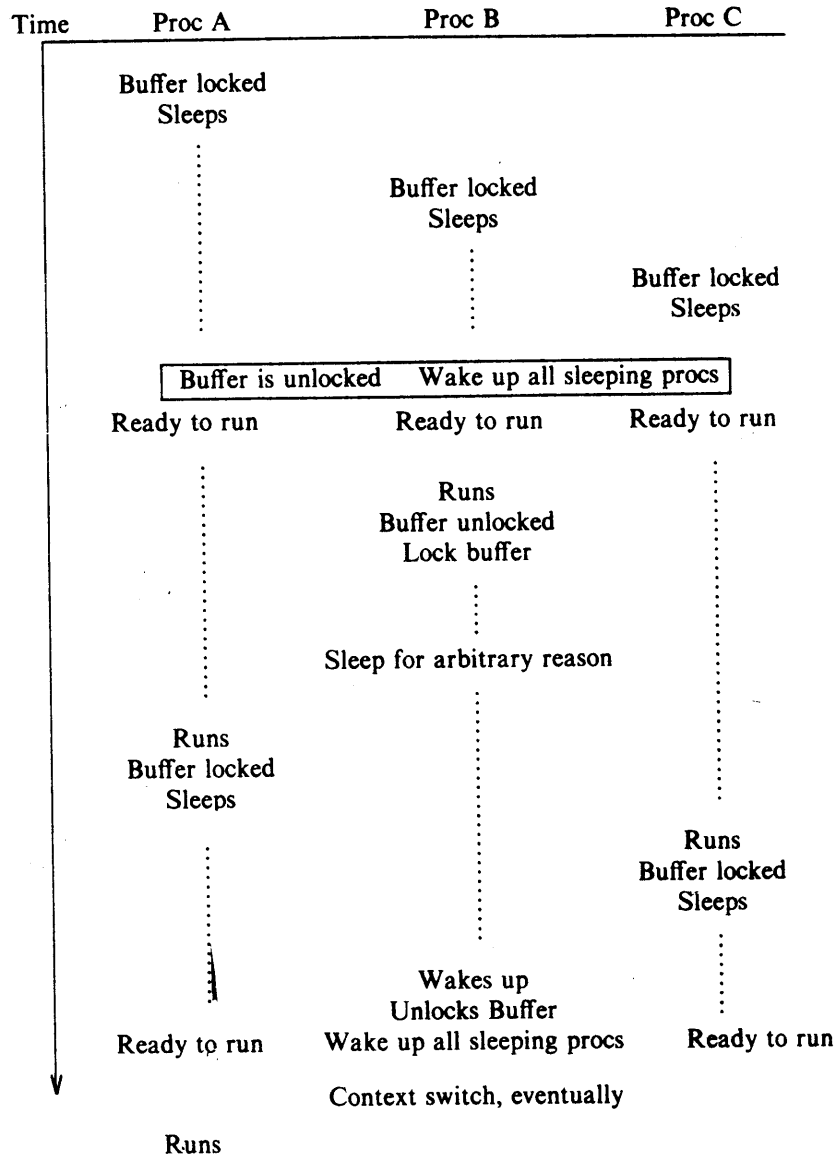 Time Proc A Proc B Proc C
Buffer locked
Sleeps
Buffer locked
Sleeps
Buffer locked
Sleeps
Buffer is unlocked Wake up all sleeping procs
Ready to run Ready to run Ready to run
Runs
Buffer unlocked
Lock buffer
Sleep for arbitrary reason
Runs
Buffer locked
Sleeps
Runs
Buffer locked
Sleeps
Wakes up
Unlocks Buffer
Ready to run Wake up all sleeping procs Ready to run
Context switch, eventually
Runs